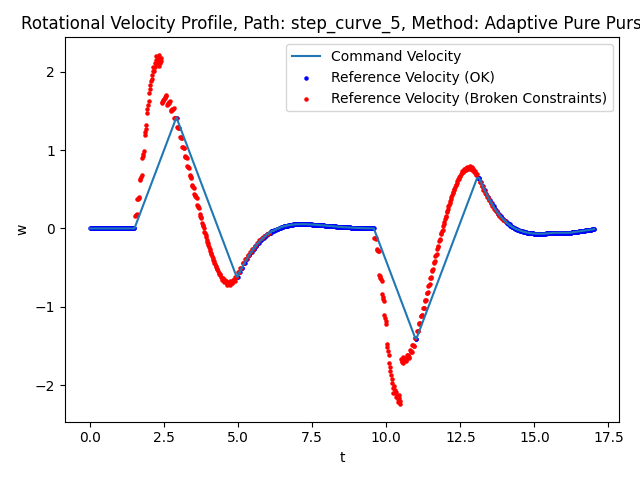 Rotational Velocity Profile, Path: step_curve_5, Method: Adaptive Pure Purs
Command Velocity
Reference Velocity (OK)
Reference Velocity (Broken Constraints)
2
1
0
−1
−2
w
0.0 2.5 5.0 7.5 10.0 12.5 15.0 17.5
t